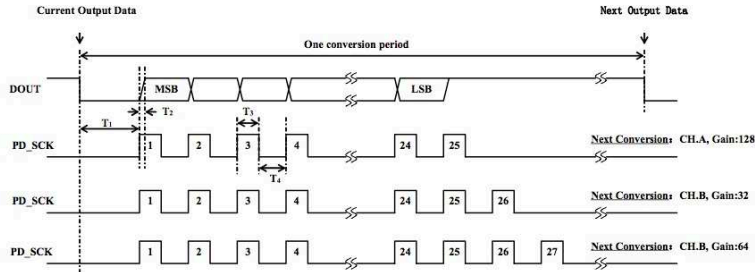 Current Output Data
Next Output Data
One conversion period
DOUT
MSB
LSB
T1
T2
T3
PD_SCK
1 2 3 4 24 25
Next Conversion: CH.A, Gain:128
T4
PD_SCK
1 2 3 4 24 25 26
Next Conversion: CH.B, Gain:32
PD_SCK
1 2 3 4 24 25 26 27
Next Conversion: CH.B, Gain:64